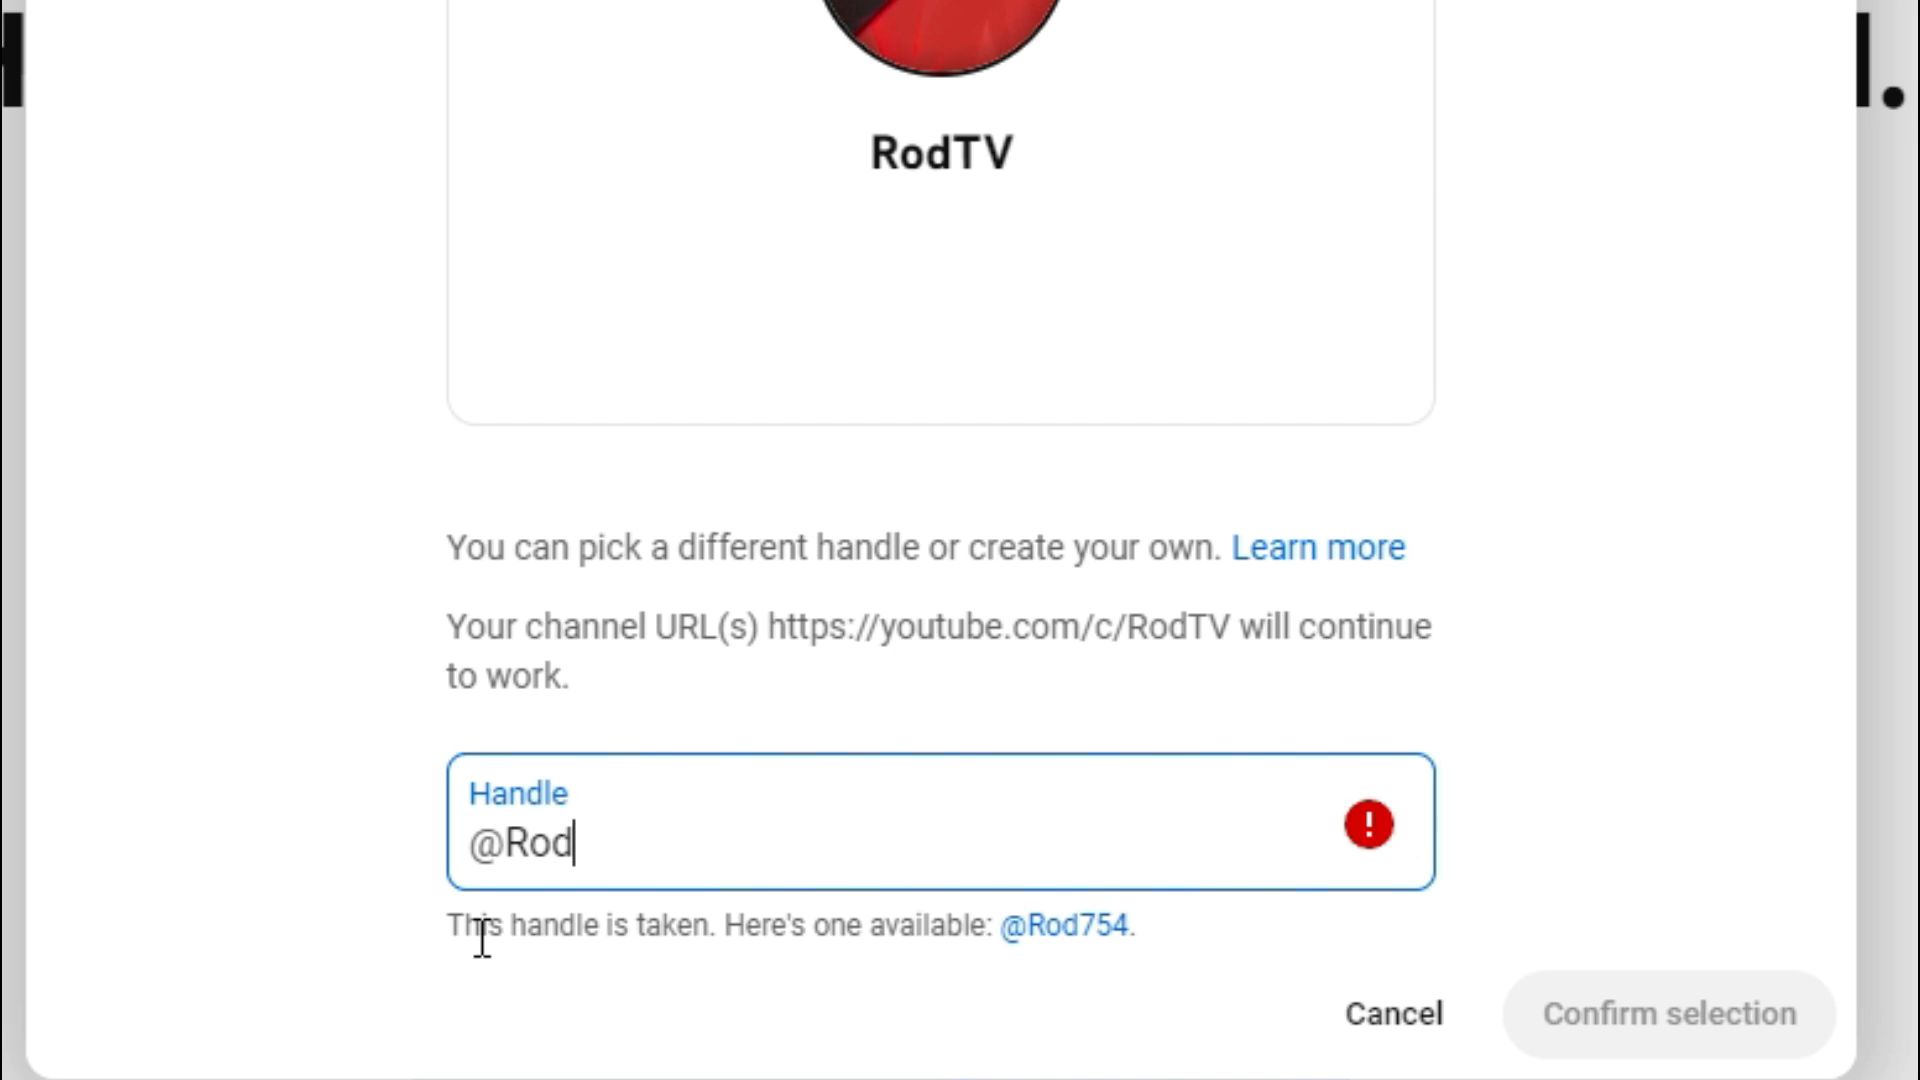 RodTV
You can pick a different handle or create your own. Learn more
Your channel URL(s) https://youtube.com/c/RodTV will continue
to work.
Handle
@Rod
This handle is taken. Here's one available: @Rod754.
Cancel
Confirm selection